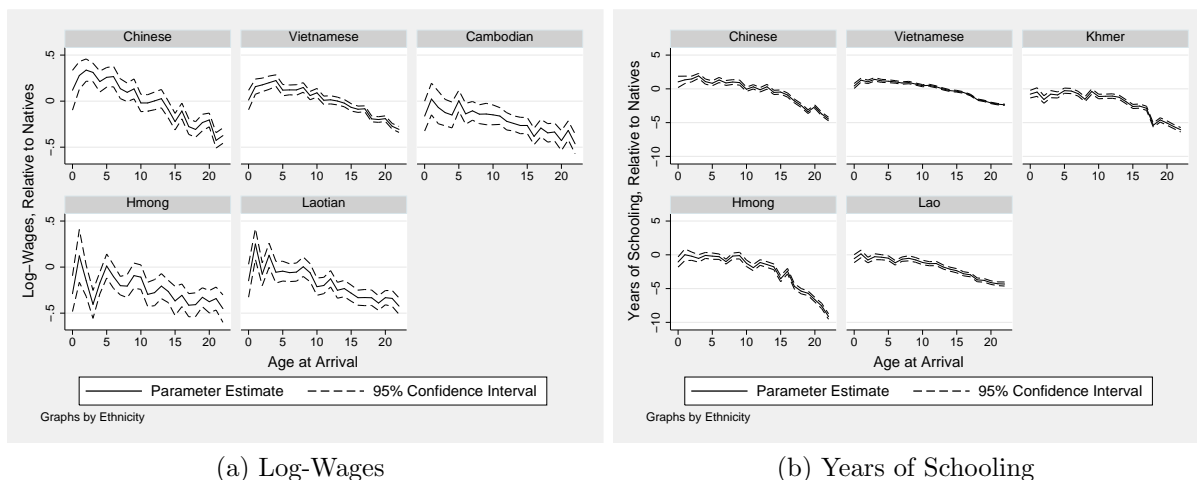 Chinese Vietnamese Cambodian
.5
0
−.5
0 5 10 15 20
Hmong Laotian
.5
0
−.5
0 5 10 15 20 0 5 10 15 20
Log−Wages, Relative to Natives
Age at Arrival
Parameter Estimate 95% Confidence Interval
Graphs by Ethnicity
(a) Log-Wages
Chinese Vietnamese Khmer
5
0
−5
−10
0 5 10 15 20
Hmong Lao
5
0
−5
−10
0 5 10 15 20 0 5 10 15 20
Years of Schooling, Relative to Natives
Age at Arrival
Parameter Estimate 95% Confidence Interval
Graphs by Ethnicity
(b) Years of Schooling